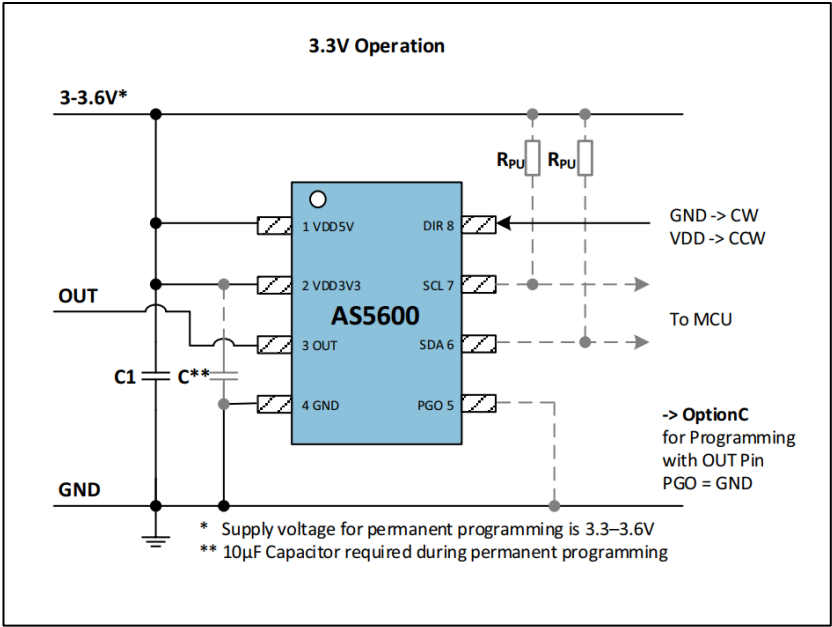 3.3V Operation
3-3.6V*
RPU
RPU
1 VDD5V
DIR 8
GND -> CW
VDD -> CCW
2 VDD3V3
SCL 7
OUT
AS5600
To MCU
3 OUT
SDA 6
C1
C**
4 GND
PGO 5
-> OptionC
for Programming
with OUT Pin
PGO = GND
GND
* Supply voltage for permanent programming is 3.3–3.6V
** 10µF Capacitor required during permanent programming